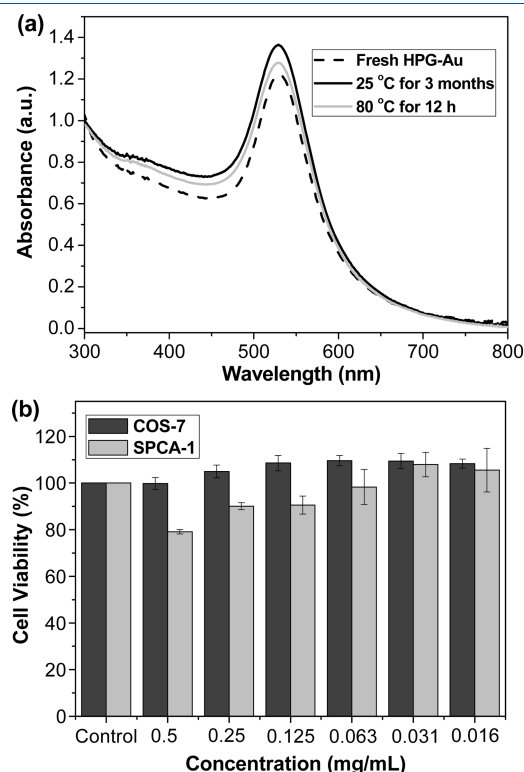 (a)
Fresh HPG-Au
25 °C for 3 months
80 °C for 12 h
Absorbance (a.u.)
1.4
1.2
1.0
0.8
0.6
0.4
0.2
0.0
300 400 500 600 700 800
Wavelength (nm)
(b)
COS-7
SPCA-1
Cell Viability (%)
120
100
80
60
40
20
0
Control 0.5 0.25 0.125 0.063 0.031 0.016
Concentration (mg/mL)